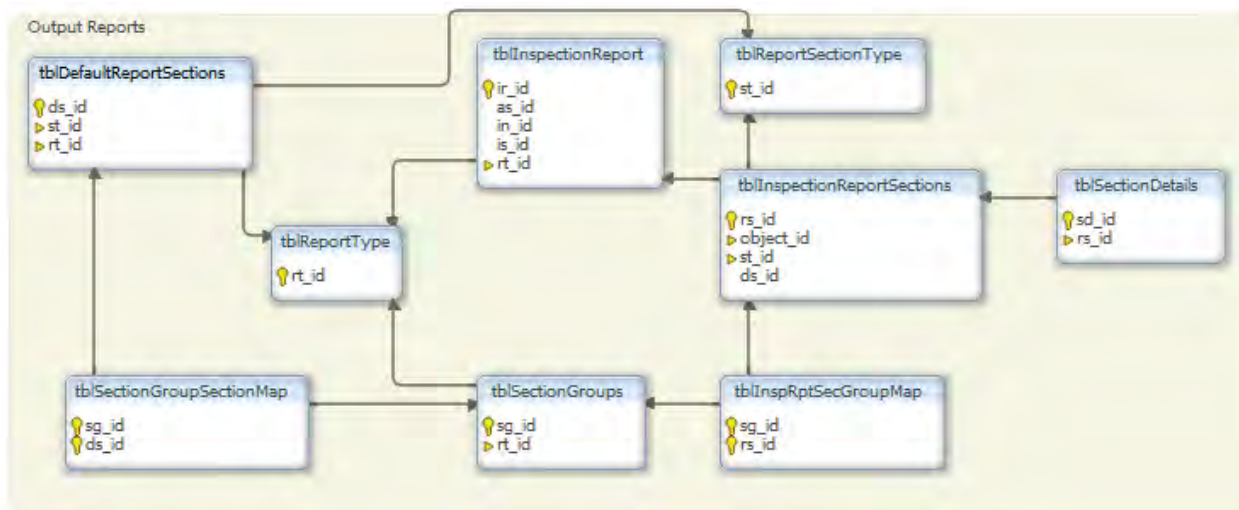 Output Reports
tblDefaultReportSections
ds_id
st_id
rt_id
tblInspectionReport
ir_id
as_id
in_id
is_id
rt_id
tblReportSectionType
st_id
tblReportType
rt_id
tblInspectionReportSections
rs_id
object_id
st_id
ds_id
tblSectionDetails
sd_id
rs_id
tblSectionGroupSectionMap
sg_id
ds_id
tblSectionGroups
sg_id
rt_id
tblInspRptSecGroupMap
sg_id
rs_id